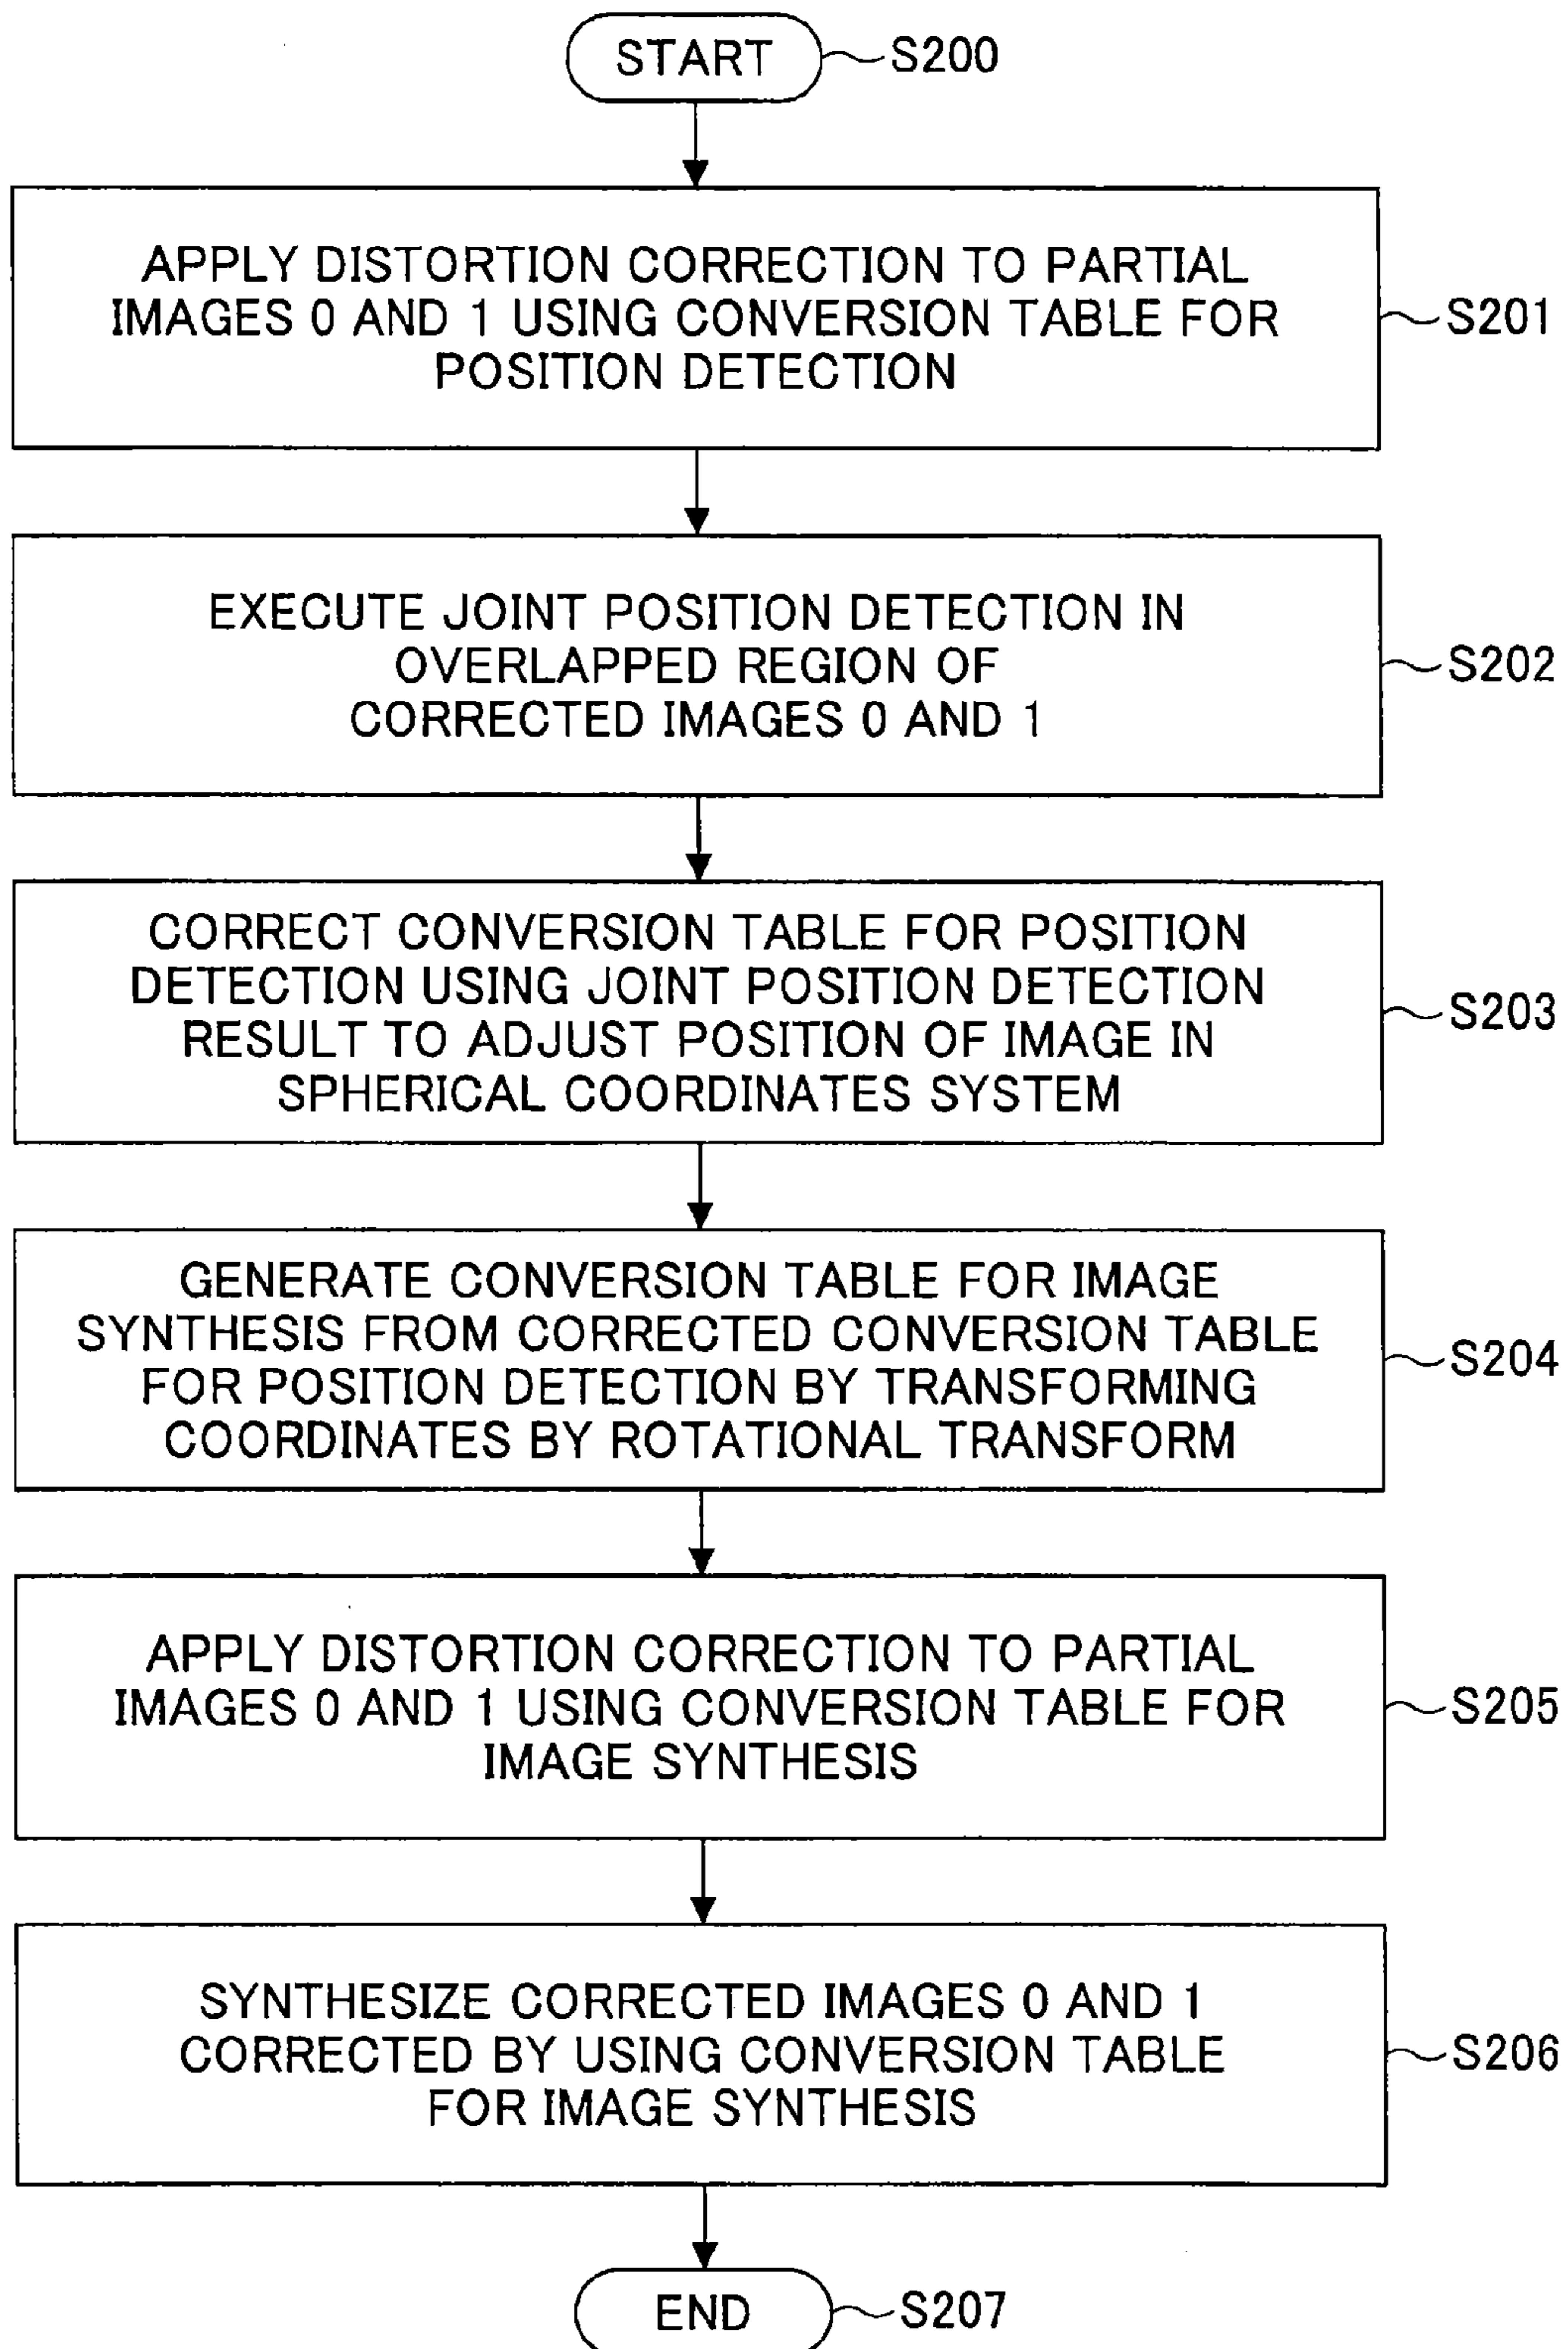 START
S200
APPLY DISTORTION CORRECTION TO PARTIAL
IMAGES 0 AND 1 USING CONVERSION TABLE FOR
POSITION DETECTION
S201
EXECUTE JOINT POSITION DETECTION IN
OVERLAPPED REGION OF
CORRECTED IMAGES 0 AND 1
S202
CORRECT CONVERSION TABLE FOR POSITION
DETECTION USING JOINT POSITION DETECTION
RESULT TO ADJUST POSITION OF IMAGE IN
SPHERICAL COORDINATES SYSTEM
S203
GENERATE CONVERSION TABLE FOR IMAGE
SYNTHESIS FROM CORRECTED CONVERSION TABLE
FOR POSITION DETECTION BY TRANSFORMING
COORDINATES BY ROTATIONAL TRANSFORM
S204
APPLY DISTORTION CORRECTION TO PARTIAL
IMAGES 0 AND 1 USING CONVERSION TABLE FOR
IMAGE SYNTHESIS
S205
SYNTHESIZE CORRECTED IMAGES 0 AND 1
CORRECTED BY USING CONVERSION TABLE
FOR IMAGE SYNTHESIS
S206
END
S207